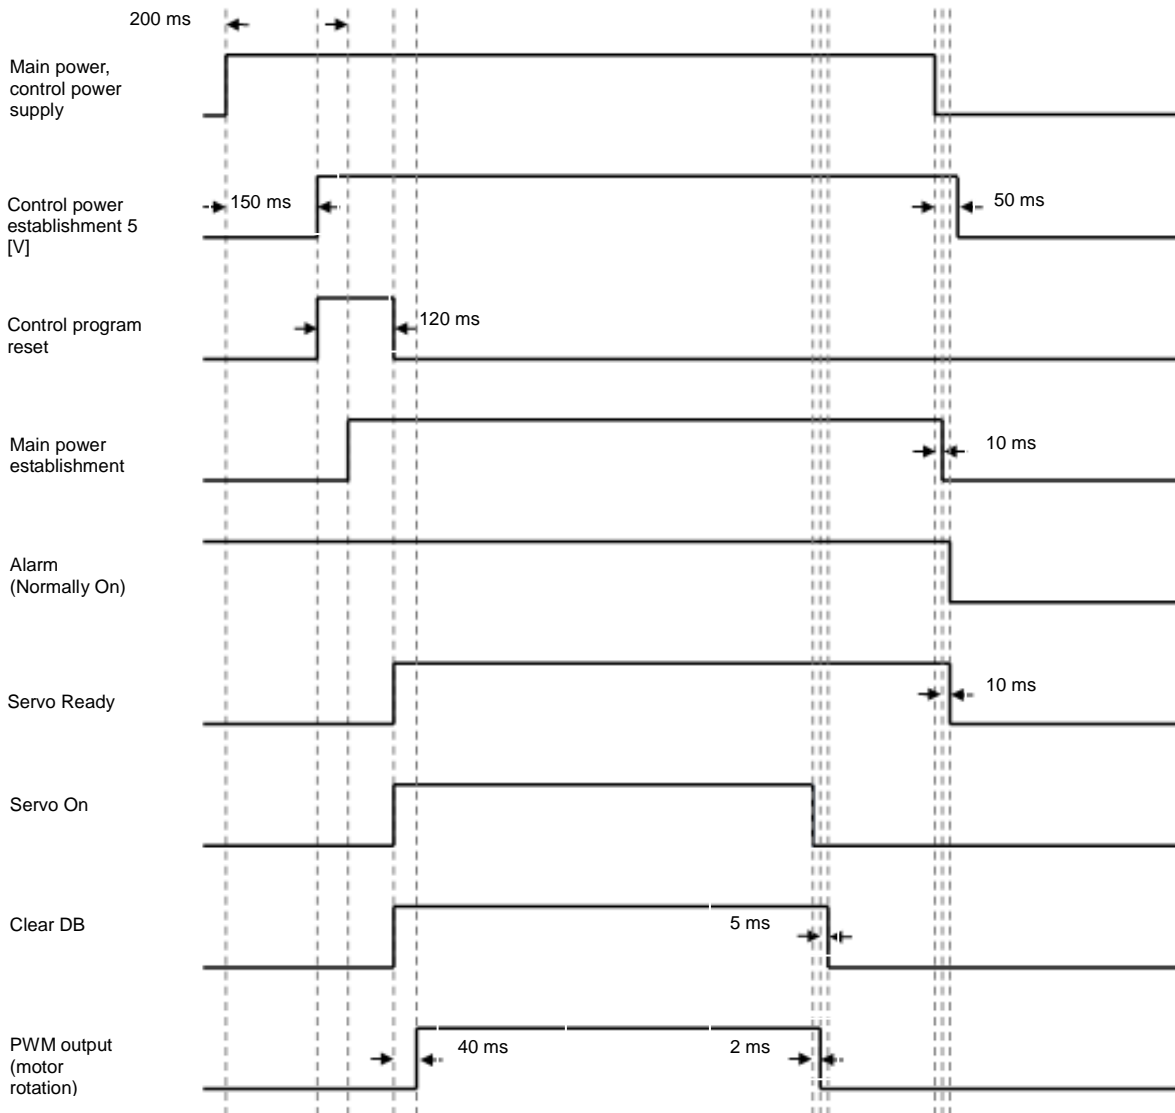 200 ms
Main power,
control power
supply
Control power
establishment 5
[V]
150 ms
50 ms
Control program
reset
120 ms
Main power
establishment
10 ms
Alarm
(Normally On)
Servo Ready
10 ms
Servo On
Clear DB
5 ms
PWM output
(motor
rotation)
40 ms
2 ms